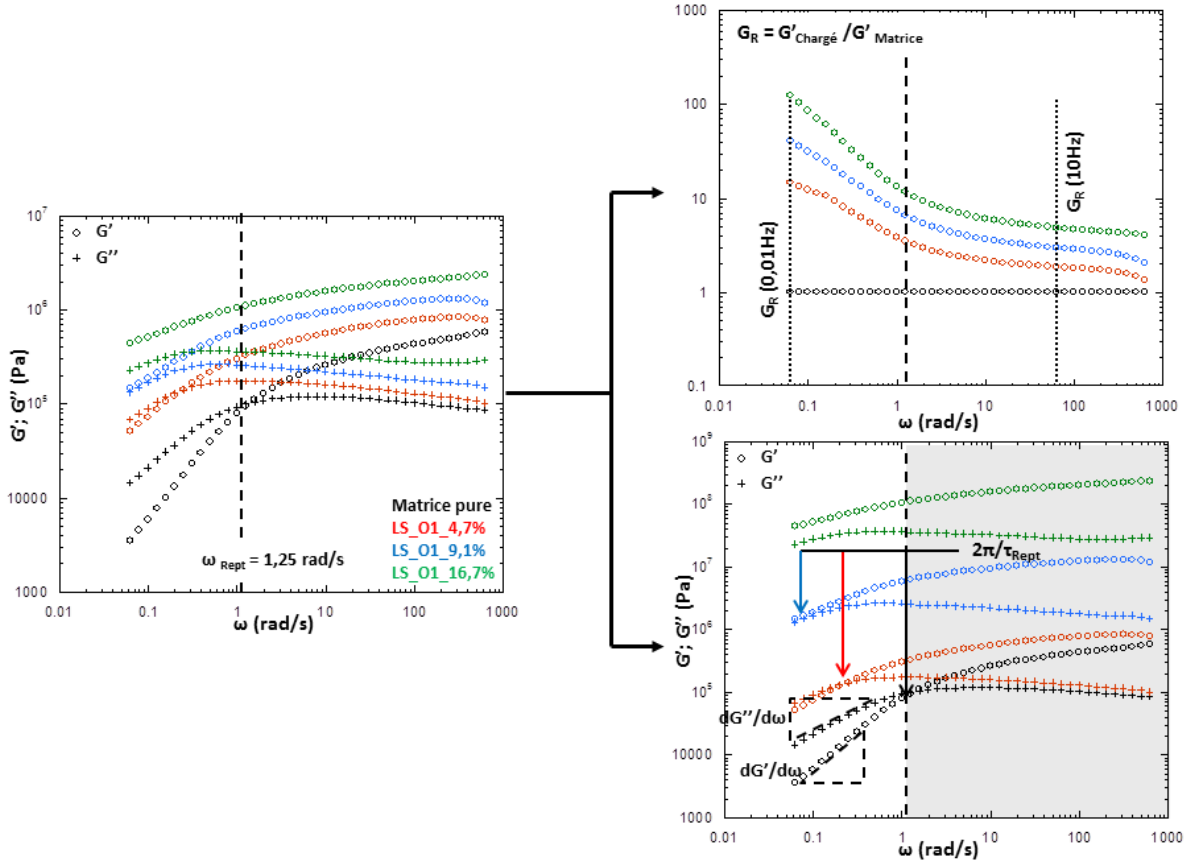 10⁷
10⁶
10⁵
10000
1000
G'; G'' (Pa)
G'
G''
Matrice pure
LS_O1_4,7%
LS_O1_9,1%
LS_O1_16,7%
ω Rept = 1,25 rad/s
0.01 0.1 1 10 100 1000
ω (rad/s)
1000
100
10
1
0.1
G_R = G'_Chargé /G'_Matrice
G_R (0,01Hz)
G_R (10Hz)
0.01 0.1 1 10 100 1000
ω (rad/s)
10⁹
10⁸
10⁷
10⁶
10⁵
10000
1000
G'; G'' (Pa)
G'
G''
2π/τ_Rept
dG''/dω
dG'/dω
0.01 0.1 1 10 100 1000
ω (rad/s)